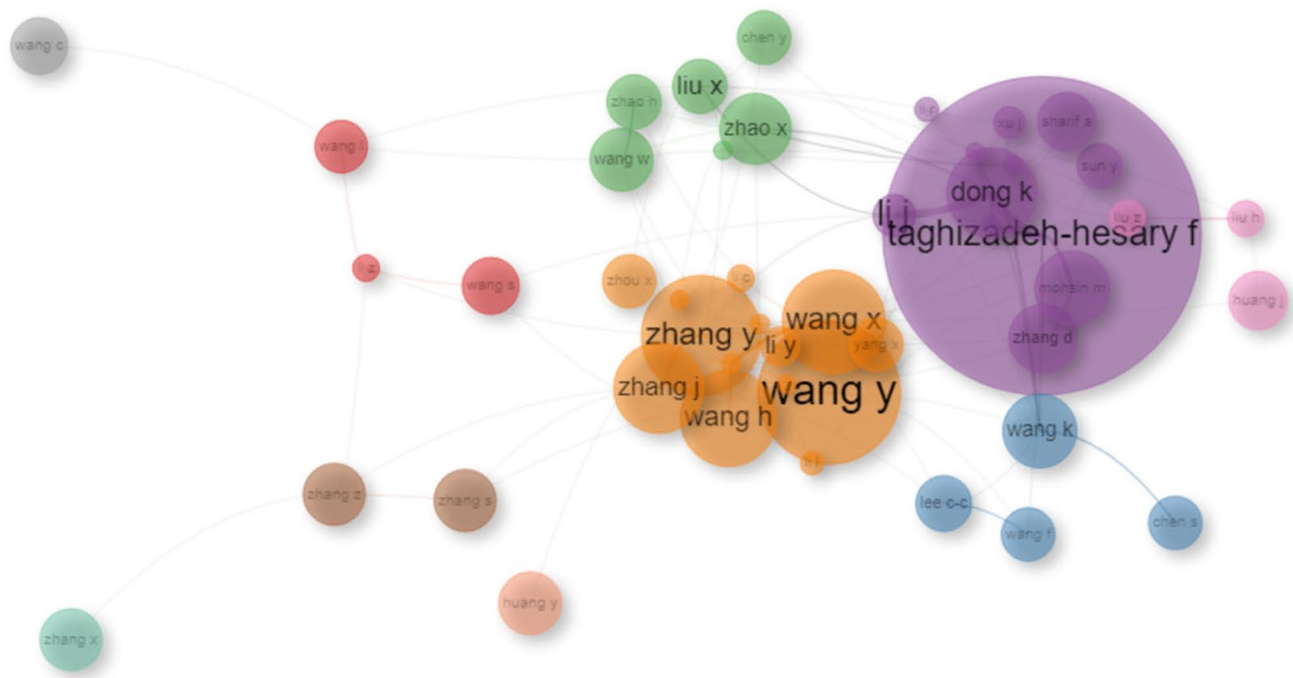 wang c
chen y
liu x
zhao h
zhao x
li c
xu j
sharif a
wang l
wang w
sun y
dong k
li j
liu z
liu h
taghizadeh-hesary f
li z
wang s
zhou x
li c
mohsin m
huang j
zhang y
wang x
li y
yang x
zhang d
zhang j
wang y
wang h
wang k
li l
zhang z
zhang s
lee c-c
chen s
wang f
huang y
zhang x